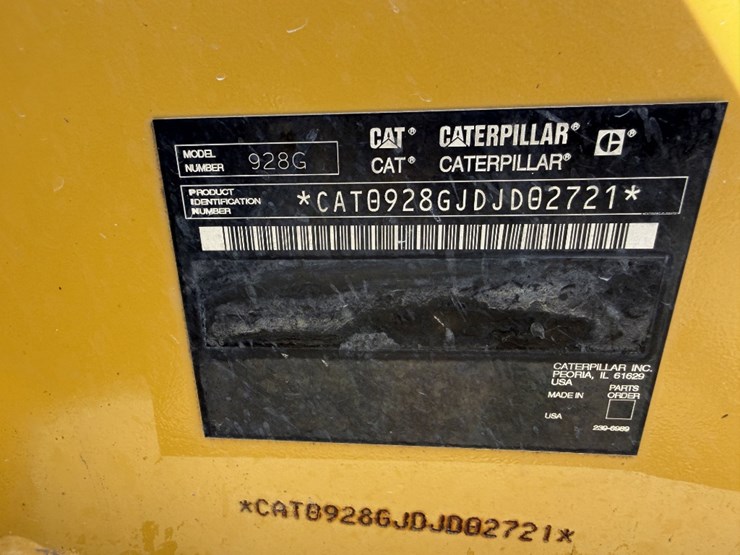 CAT® CATERPILLAR® C®
CAT® CATERPILLAR®
MODEL NUMBER 928G
PRODUCT IDENTIFICATION NUMBER *CAT0928GJDJD02721*
CATERPILLAR INC.
PEORIA, IL 61629
USA
MADE IN
USA
PARTS ORDER
239-6989
*CAT0928GJDJD02721*